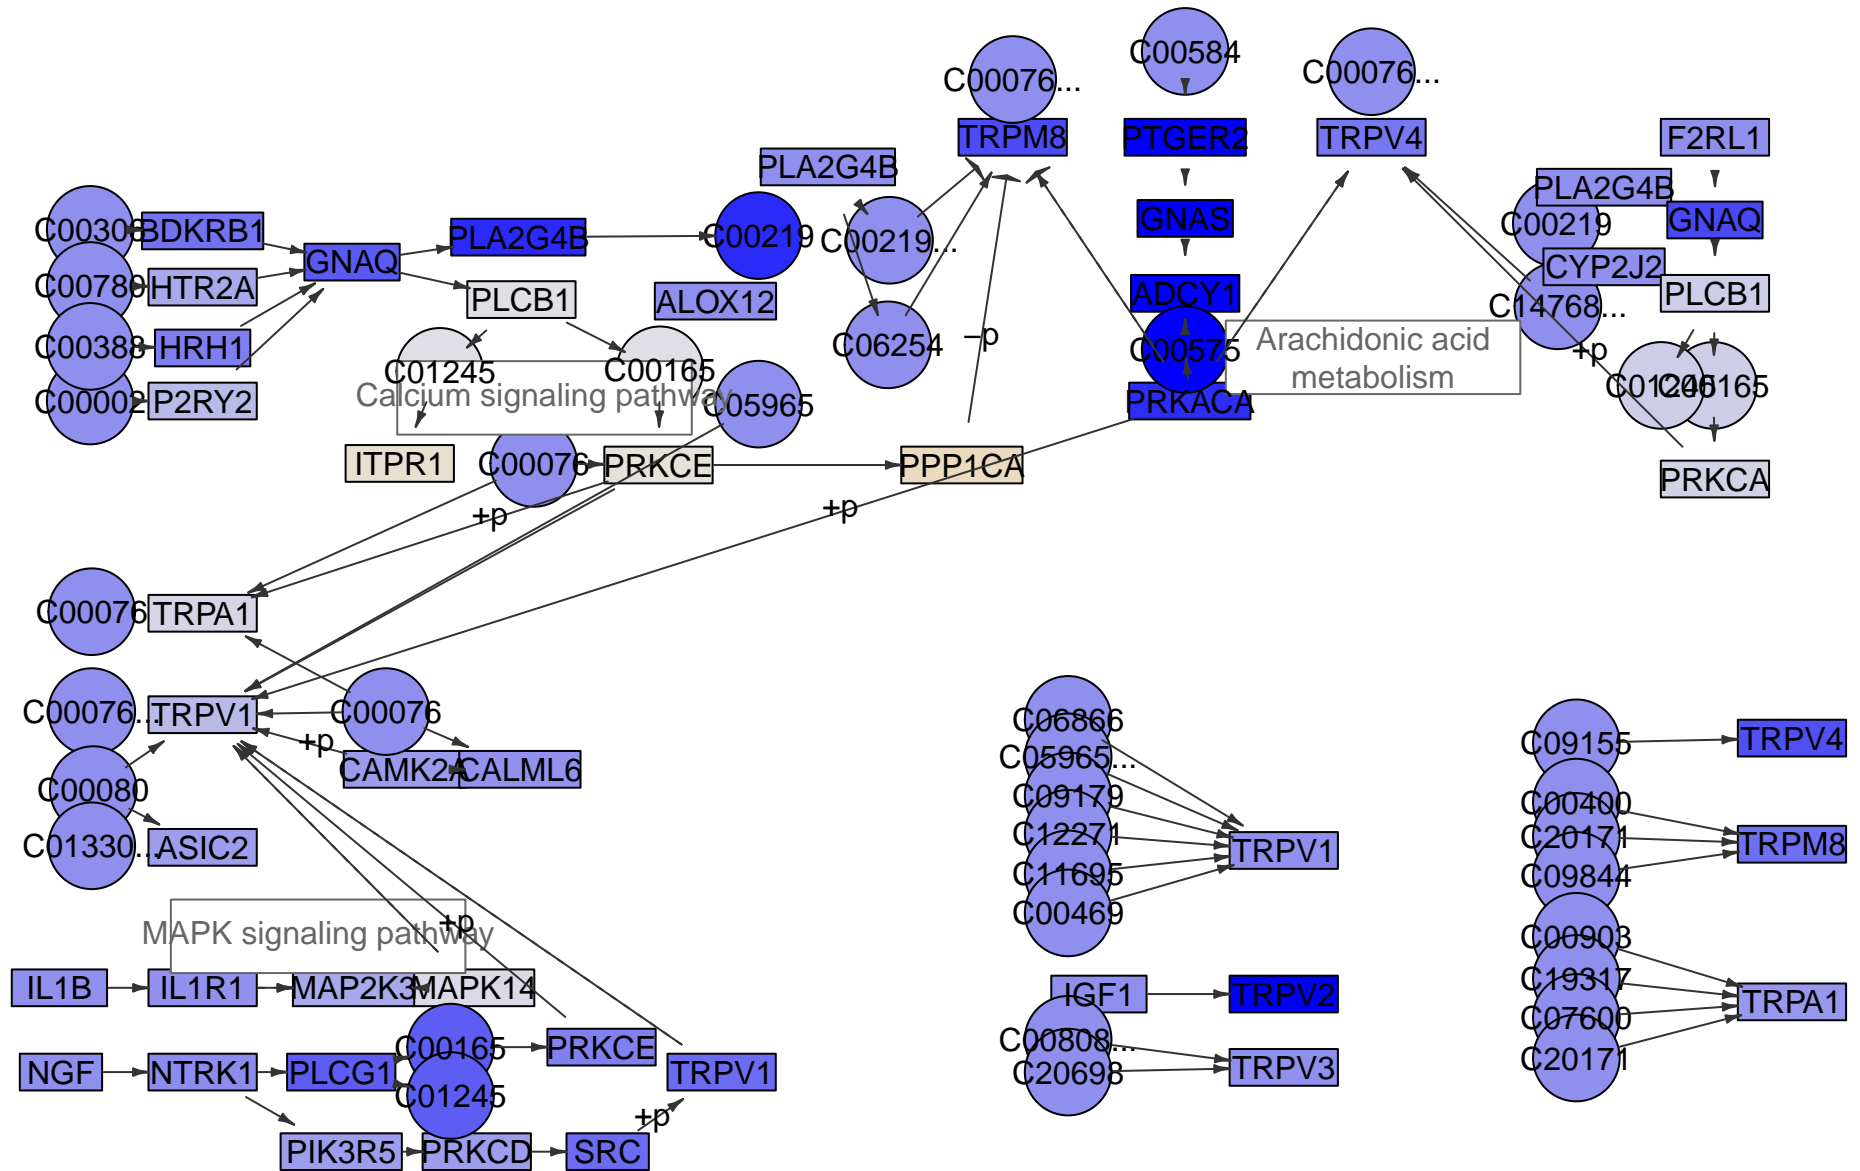 C00584
C00076...
C00076...
TRPM8
PTGER2
TRPV4
F2RL1
PLA2G4B
PLA2G4B
C00219
GNAS
GNAQ
BDKRB1
PLA2G4B
C00219
C00219...
GNAQ
CYP2J2
C00780
HTR2A
PLCB1
ALOX12
ADCY1
C14768...
PLCB1
C00388
HRH1
C06254
–p
C00575
Arachidonic acid
metabolism
+p
C01245
C00165
Calcium signaling pathway
C00002
P2RY2
C05965
PRKACA
C01245
C00165
ITPR1
C00076
PRKCE
PPP1CA
PRKCA
+p
+p
C00076
TRPA1
C00076...
TRPV1
C00076
+p
CAMK2A
CALML6
C00080
C01330...
ASIC2
C06866
C05965...
C09179
C12271
C11695
C00469
TRPV1
C09155
TRPV4
C00400
C20171
C09844
TRPM8
+p
MAPK signaling pathway
IL1B
IL1R1
MAP2K3
MAPK14
IGF1
TRPV2
C00903
C19317
C07600
C20171
TRPA1
C00808...
C20698
TRPV3
C00165
PRKCE
NGF
NTRK1
PLCG1
C01245
TRPV1
+p
PIK3R5
PRKCD
SRC